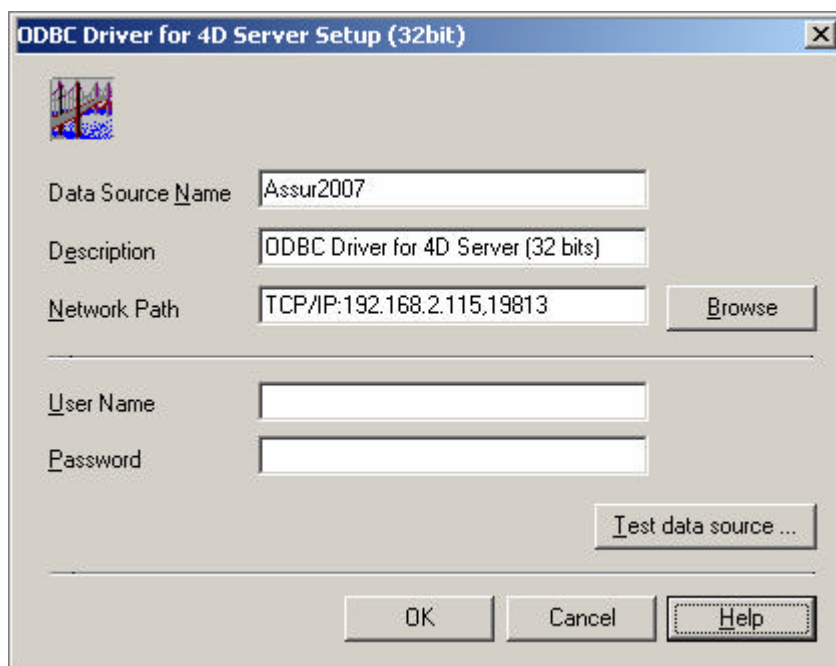 ODBC Driver for 4D Server Setup (32bit)
Data Source Name
Assur2007
Description
ODBC Driver for 4D Server (32 bits)
Network Path
TCP/IP:192.168.2.115,19813
Browse
User Name
Password
Test data source ...
OK
Cancel
Help